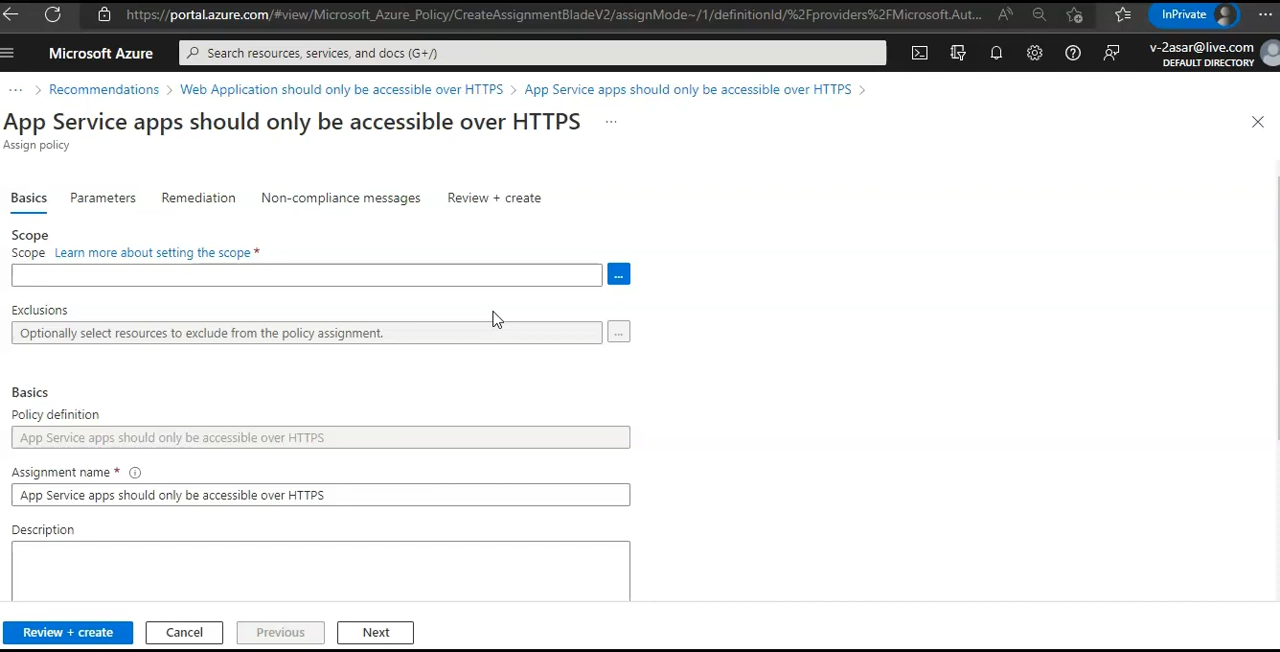 https://portal.azure.com/#view/Microsoft_Azure_Policy/CreateAssignmentBladeV2/assignMode~/1/definitionId/%2Fproviders%2FMicrosoft.Aut...
InPrivate
Microsoft Azure
Search resources, services, and docs (G+/)
v-2asar@live.com
DEFAULT DIRECTORY
... > Recommendations > Web Application should only be accessible over HTTPS > App Service apps should only be accessible over HTTPS >
App Service apps should only be accessible over HTTPS ...
Assign policy
Basics Parameters Remediation Non-compliance messages Review + create
Scope
Scope Learn more about setting the scope *
...
Exclusions
Optionally select resources to exclude from the policy assignment.
...
Basics
Policy definition
App Service apps should only be accessible over HTTPS
Assignment name *
App Service apps should only be accessible over HTTPS
Description
Review + create Cancel Previous Next